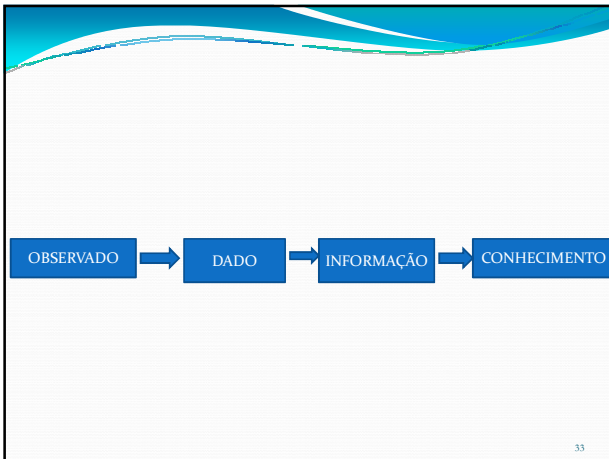 OBSERVADO
DADO
INFORMAÇÃO
CONHECIMENTO
33